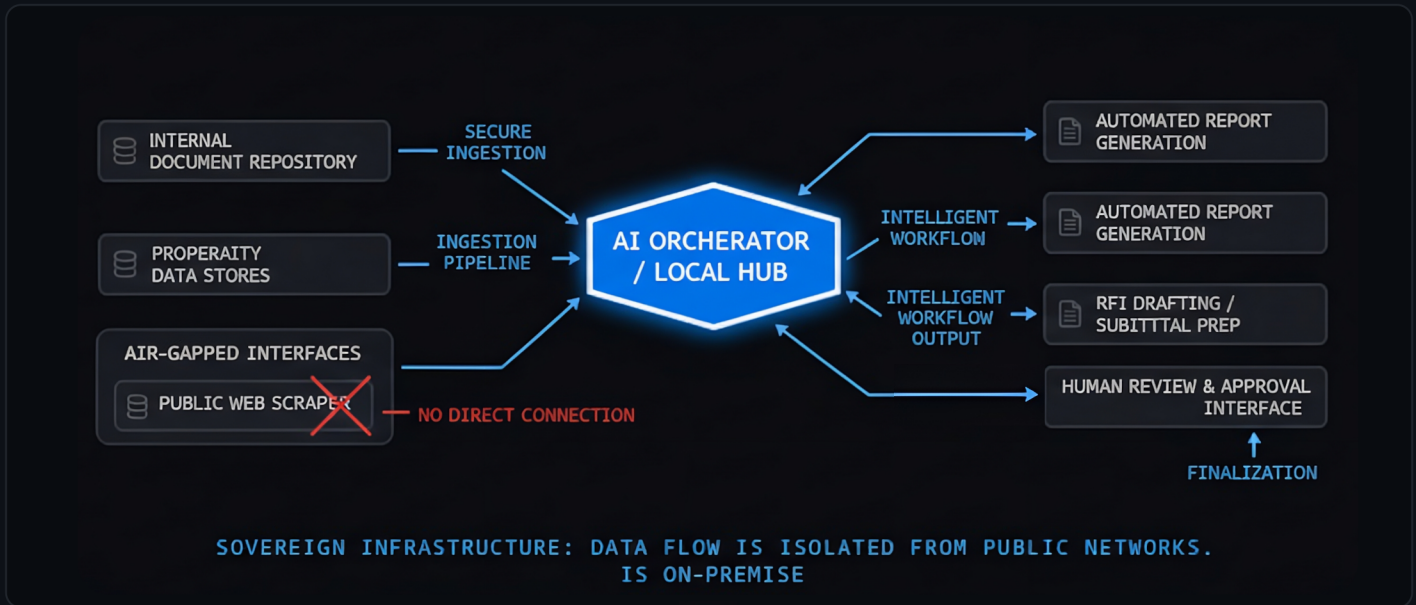 INTERNAL
DOCUMENT REPOSITORY
SECURE
INGESTION
PROPERAITY
DATA STORES
INGESTION
PIPELINE
AIR-GAPPED INTERFACES
PUBLIC WEB SCRAPER
NO DIRECT CONNECTION
AI ORCHERATOR
/ LOCAL HUB
AUTOMATED REPORT
GENERATION
INTELLIGENT
WORKFLOW
AUTOMATED REPORT
GENERATION
INTELLIGENT
WORKFLOW
OUTPUT
RFI DRAFTING /
SUBITTTAL PREP
HUMAN REVIEW & APPROVAL
INTERFACE
FINALIZATION
SOVEREIGN INFRASTRUCTURE: DATA FLOW IS ISOLATED FROM PUBLIC NETWORKS.
IS ON-PREMISE